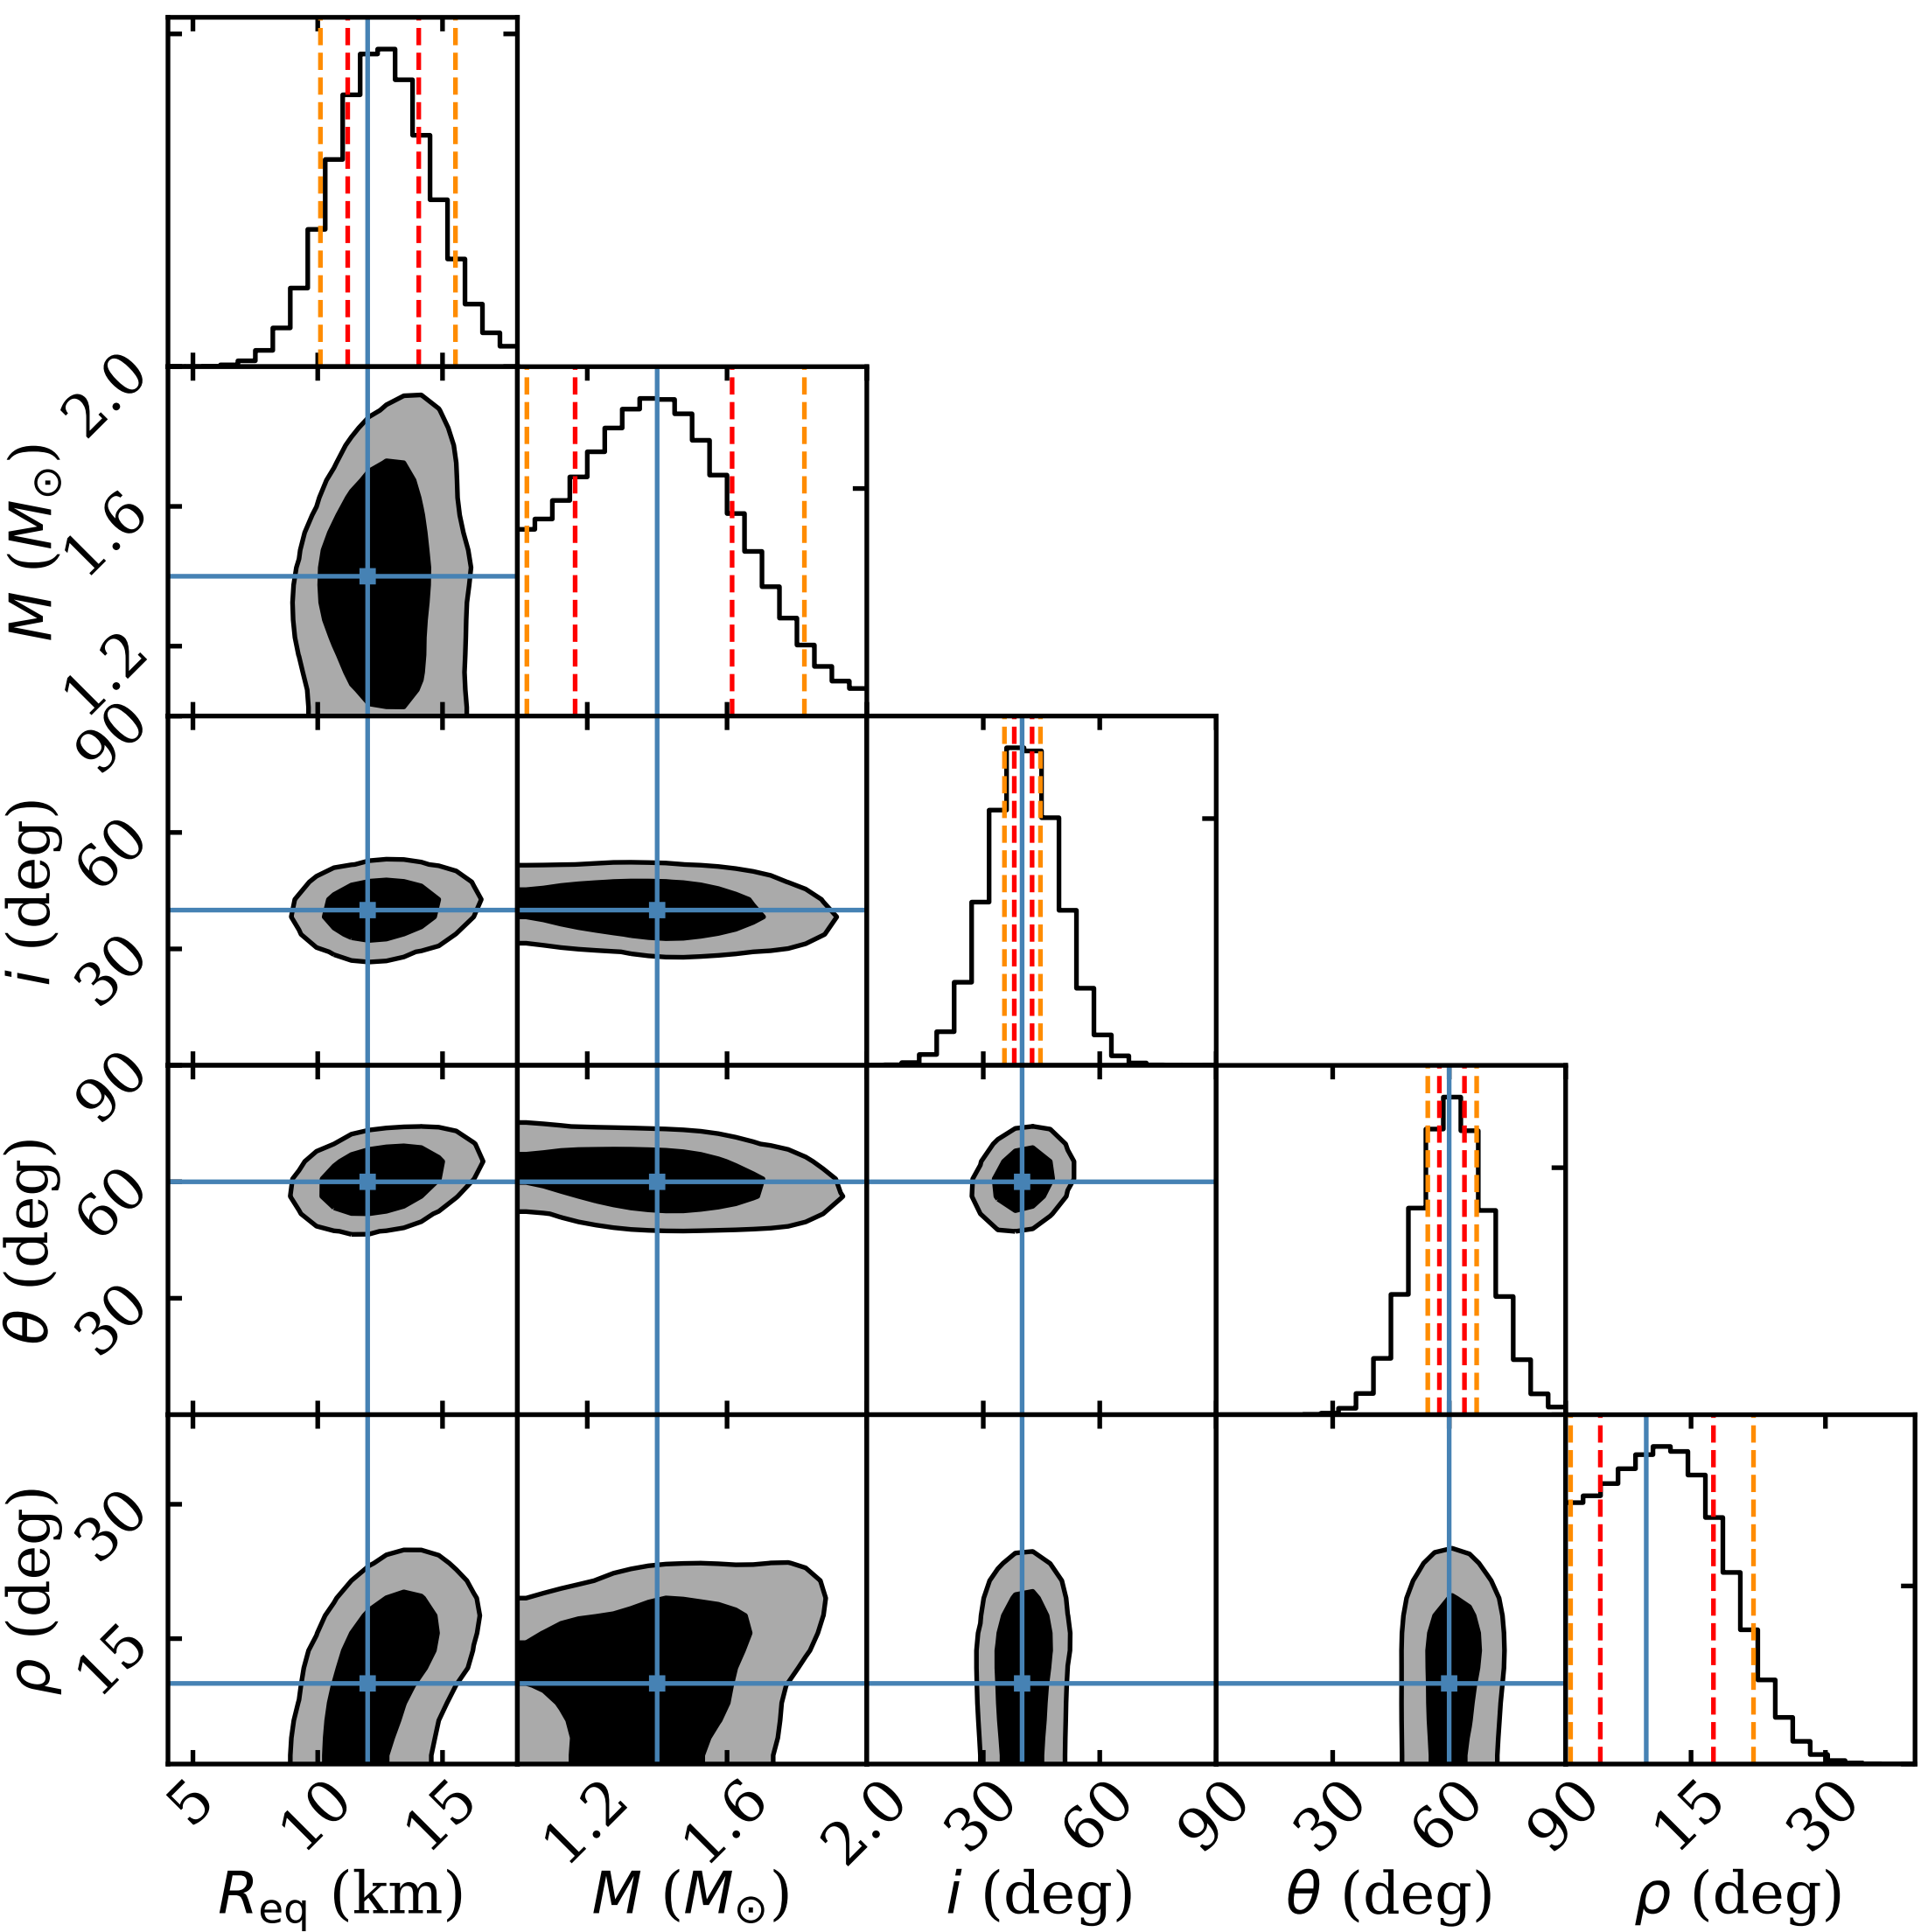 2.0
1.6
1.2
M (M⊙)
90
60
30
i (deg)
90
60
30
θ (deg)
30
15
ρ (deg)
5 10 15 1.2 1.6 2.0 30 60 90 30 60 90 15 30
Req (km) M (M⊙) i (deg) θ (deg) ρ (deg)